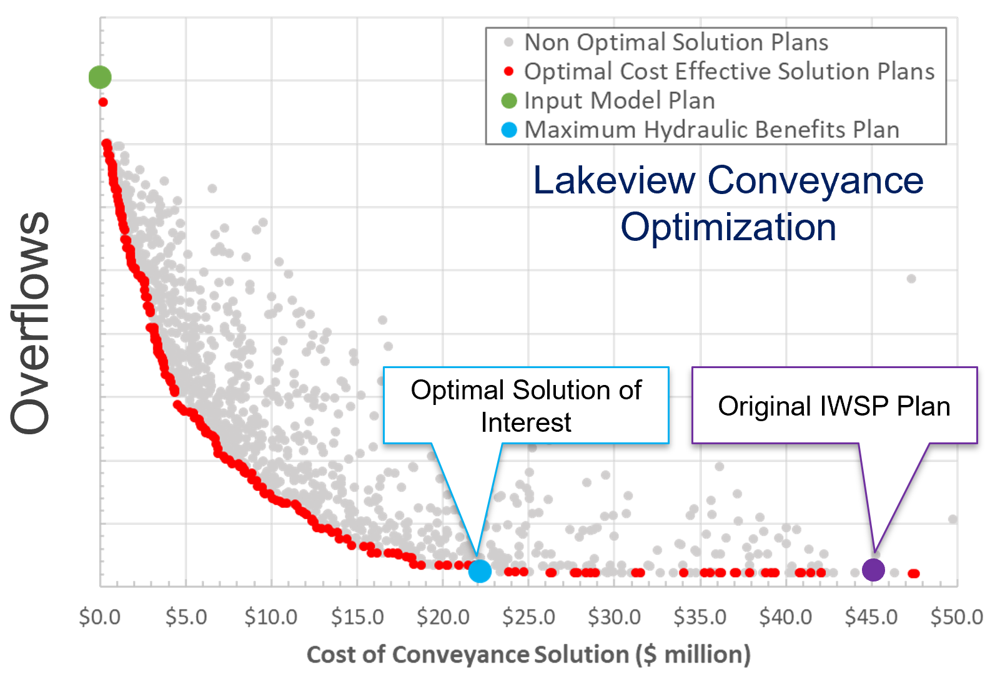 Non Optimal Solution Plans
Optimal Cost Effective Solution Plans
Input Model Plan
Maximum Hydraulic Benefits Plan
Lakeview Conveyance
Optimization
Overflows
Optimal Solution of
Interest
Original IWSP Plan
$0.0 $5.0 $10.0 $15.0 $20.0 $25.0 $30.0 $35.0 $40.0 $45.0 $50.0
Cost of Conveyance Solution ($ million)